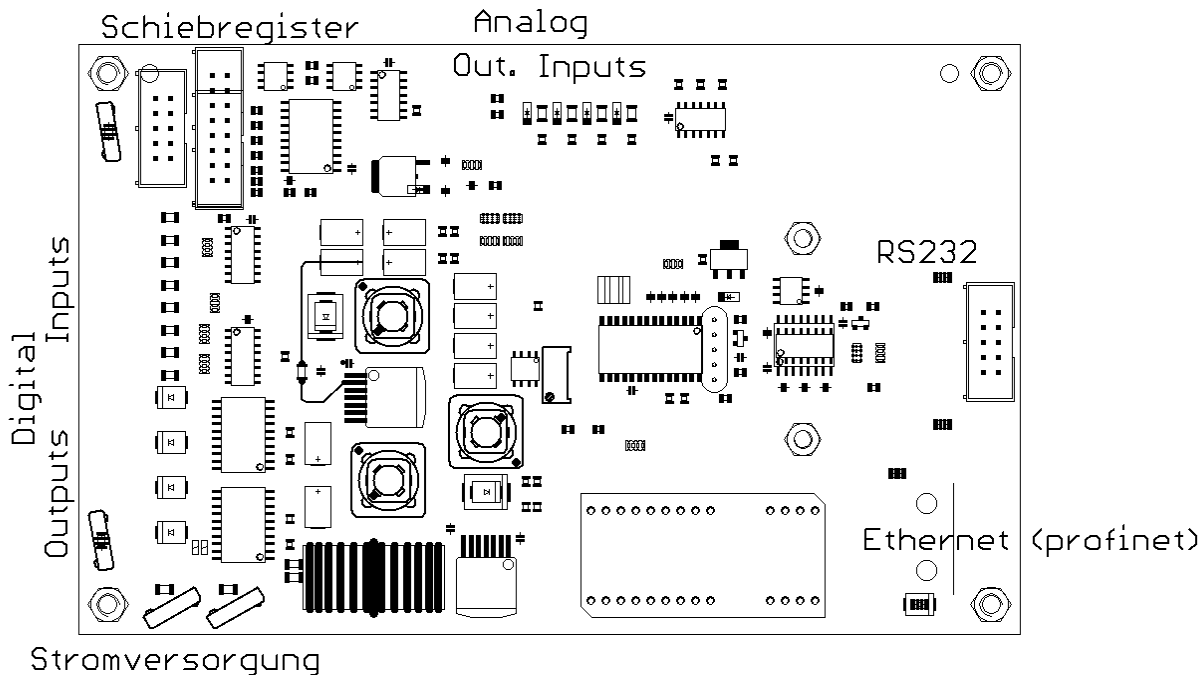 Schiebregister
Analog
Out. Inputs
RS232
Digital
Inputs
Outputs
Ethernet (profinet)
Stromversorgung